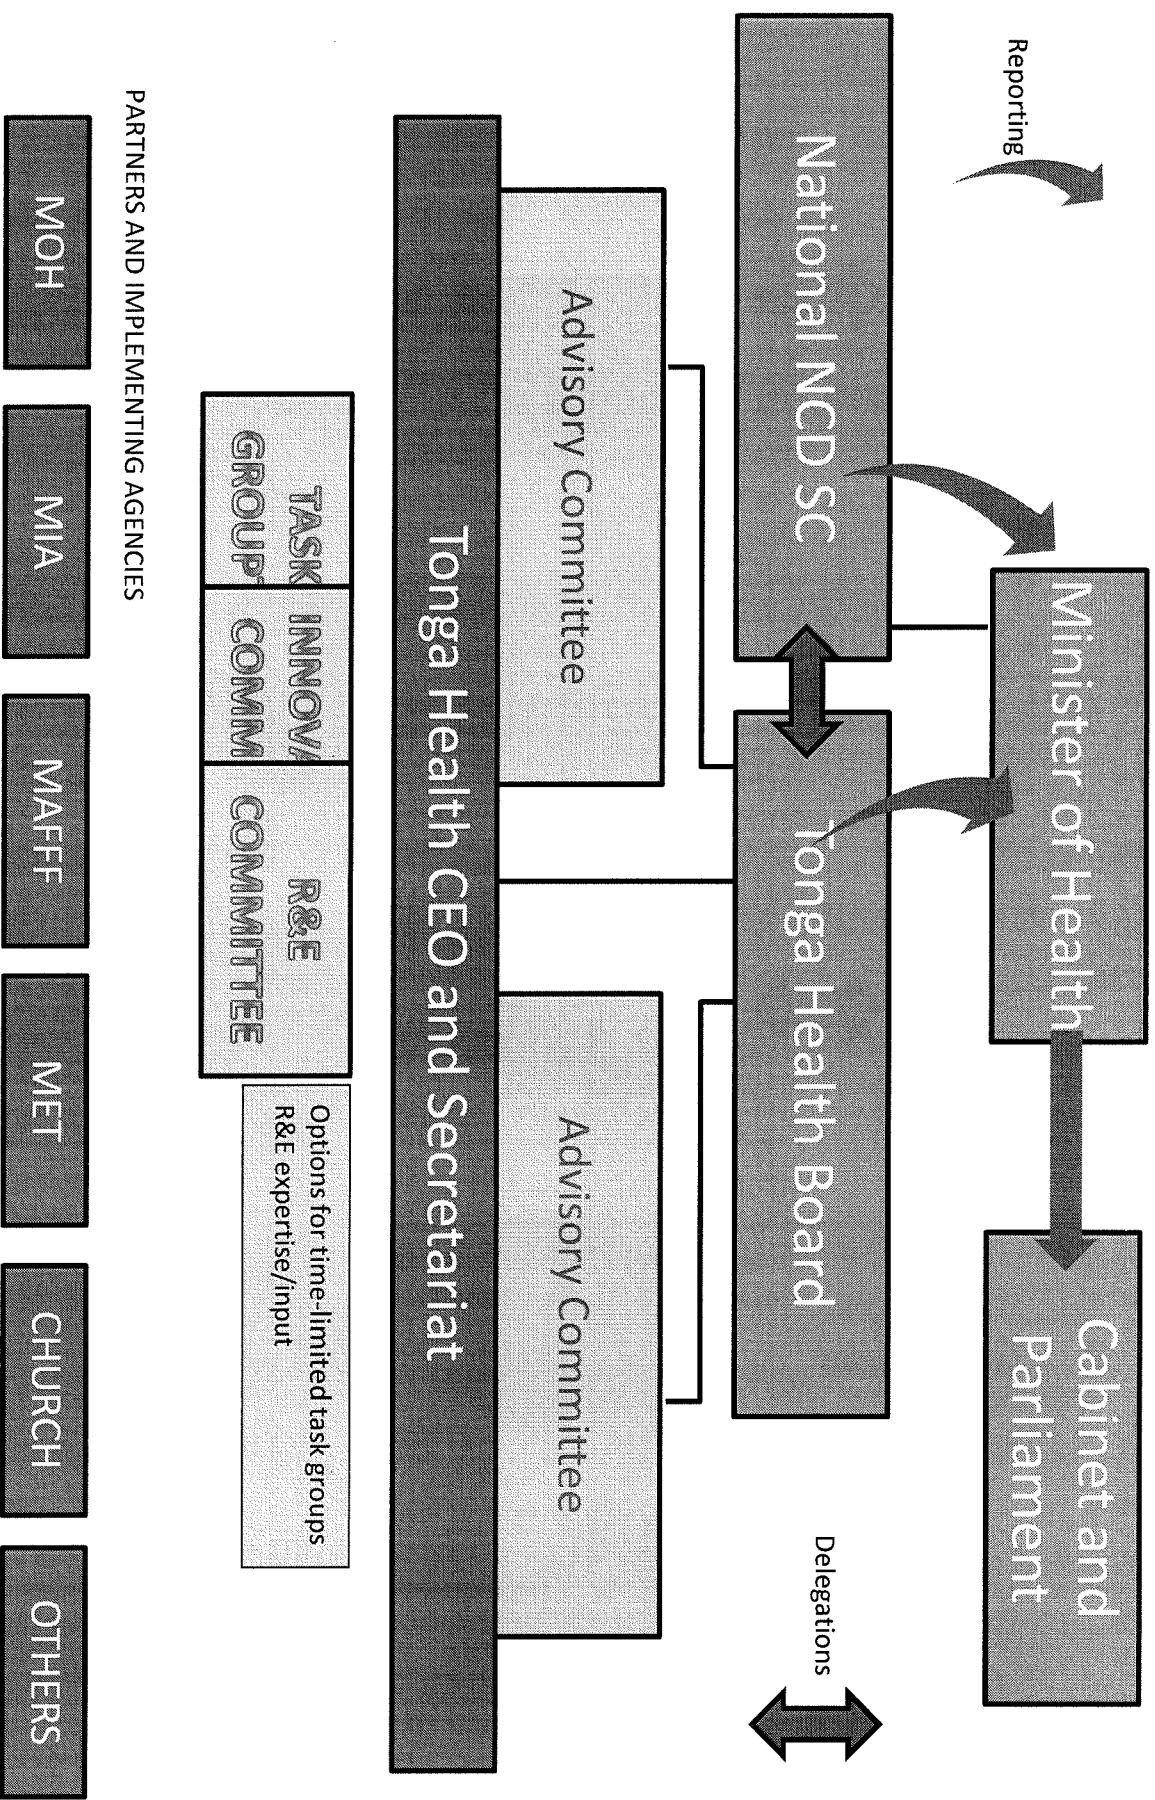 Reporting
Minister of Health
Cabinet and
Parliament
National NCD SC
Tonga Health Board
Delegations
Advisory Committee
Advisory Committee
Tonga Health CEO and Secretariat
TASK
GROUP
INNOVA
COMM
R&E
COMMITTEE
Options for time-limited task groups
R&E expertise/input
PARTNERS AND IMPLEMENTING AGENCIES
MOH
MIA
MAFFF
MET
CHURCH
OTHERS